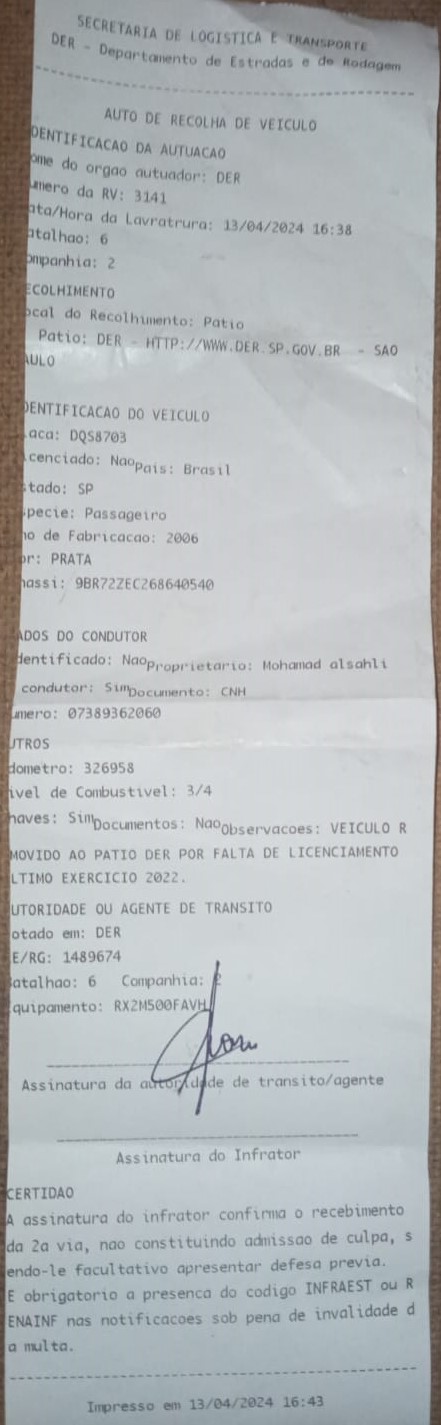 SECRETARIA DE LOGISTICA E TRANSPORTE
DER - Departamento de Estradas e de Rodagem
AUTO DE RECOLHA DE VEICULO
DENTIFICACAO DA AUTUACAO
ome do orgao autuador: DER
umero da RV: 3141
ata/Hora da Lavratrura: 13/04/2024 16:38
atalhao: 6
ompanhia: 2
ECOLHIMENTO
ocal do Recolhimento: Patio
Patio: DER - HTTP://WWW.DER.SP.GOV.BR - SAO
AULO
DENTIFICACAO DO VEICULO
laca: DQS8703
icenciado: Nao Pais: Brasil
stado: SP
specie: Passageiro
no de Fabricacao: 2006
or: PRATA
hassi: 9BR72ZEC268640540
ADOS DO CONDUTOR
dentificado: Nao Proprietario: Mohamad alsahli
condutor: Sim Documento: CNH
umero: 07389362060
UTROS
dometro: 326958
ivel de Combustivel: 3/4
haves: Sim Documentos: Nao Observacoes: VEICULO R
MOVIDO AO PATIO DER POR FALTA DE LICENCIAMENTO
LTIMO EXERCICIO 2022.
UTORIDADE OU AGENTE DE TRANSITO
otado em: DER
E/RG: 1489674
atalhao: 6 Companhia: 2
quipamento: RX2M500FAVH
Assinatura da autoridade de transito/agente
Assinatura do Infrator
CERTIDAO
A assinatura do infrator confirma o recebimento
da 2a via, nao constituindo admissao de culpa, s
endo-le facultativo apresentar defesa previa.
E obrigatorio a presenca do codigo INFRAEST ou R
ENAINF nas notificacoes sob pena de invalidade d
a multa.
Impresso em 13/04/2024 16:43